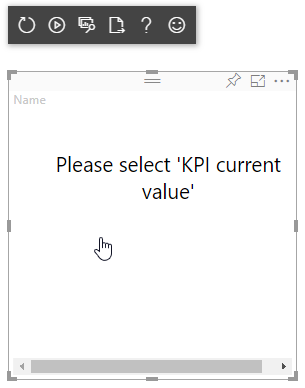 ?
Name
Please select 'KPI current
value'